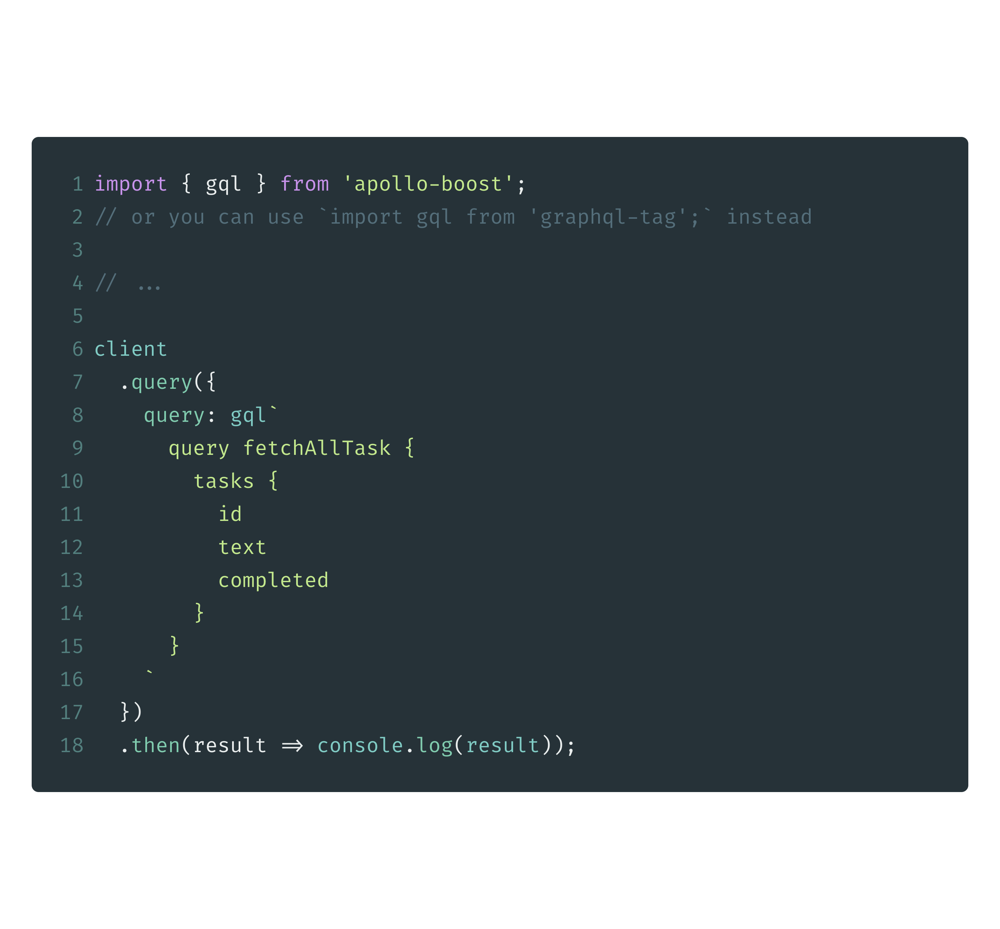 1 import { gql } from 'apollo-boost';
2 // or you can use `import gql from 'graphql-tag';` instead
3
4 // ...
5
6 client
7   .query({
8     query: gql`
9       query fetchAllTask {
10         tasks {
11           id
12           text
13           completed
14         }
15       }
16     `
17   })
18   .then(result => console.log(result));